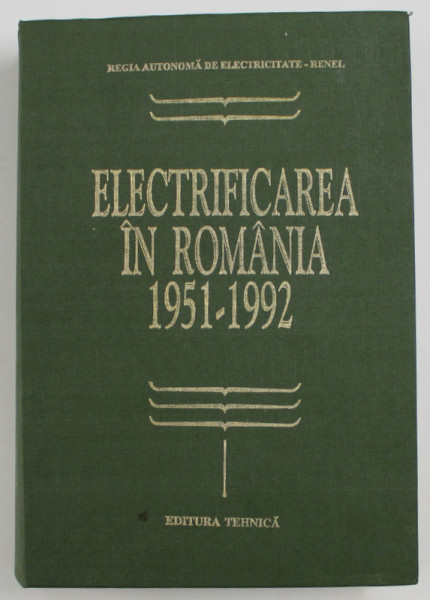 REGIA AUTONOMĂ DE ELECTRICITATE - RENEL
ELECTRIFICAREA
ÎN ROMÂNIA
1951-1992
EDITURA TEHNICĂ